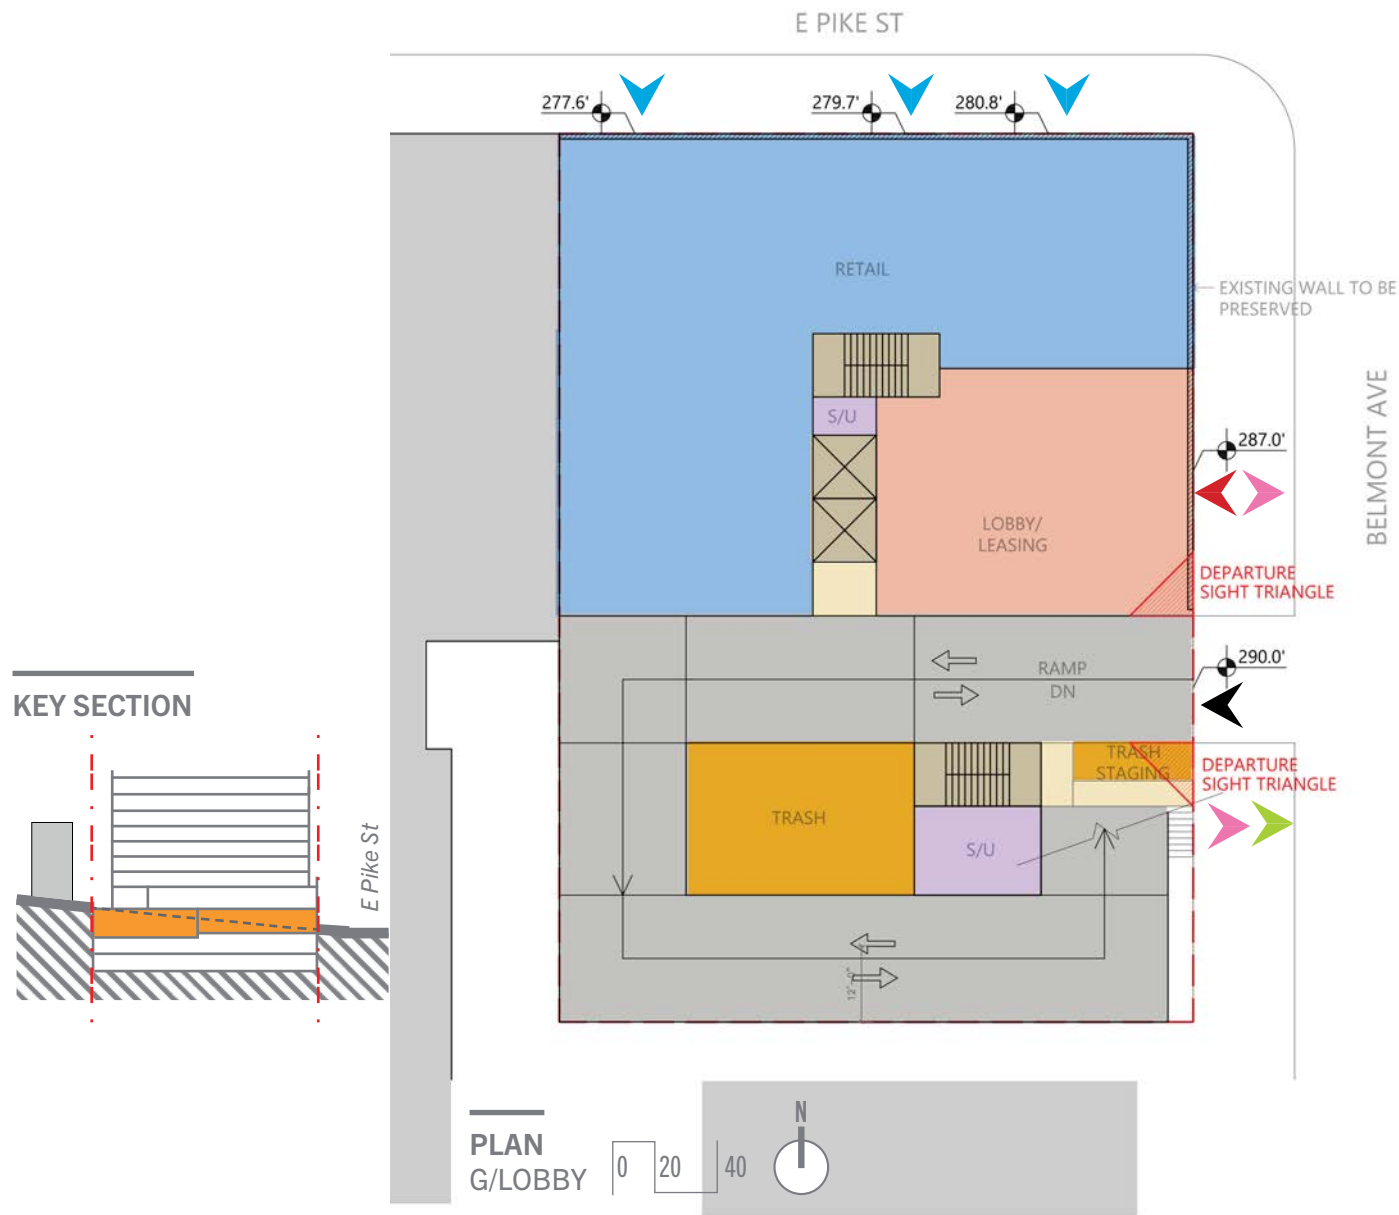 E PIKE ST
277.6'
279.7'
280.8'
RETAIL
EXISTING WALL TO BE
PRESERVED
BELMONT AVE
S/U
287.0'
LOBBY/
LEASING
DEPARTURE
SIGHT TRIANGLE
290.0'
RAMP
DN
KEY SECTION
E Pike St
TRASH
STAGING
DEPARTURE
SIGHT TRIANGLE
TRASH
S/U
12'-0"
PLAN
G/LOBBY
0
20
40
N